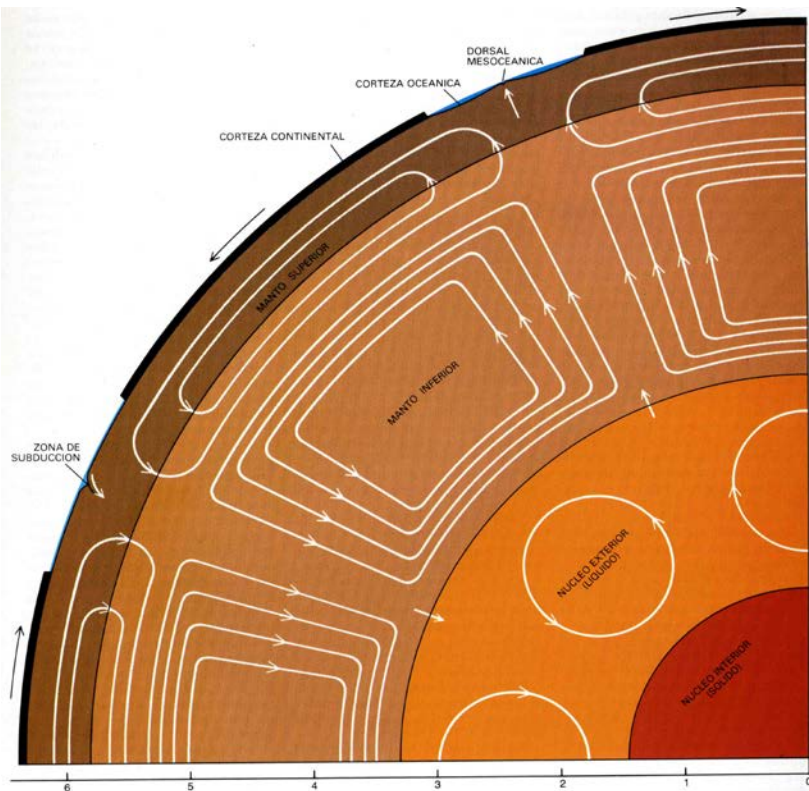 DORSAL
MESOCEANICA
CORTEZA OCEANICA
CORTEZA CONTINENTAL
MANTO SUPERIOR
MANTO INFERIOR
ZONA DE
SUBDUCCION
NUCLEO EXTERIOR
(LIQUIDO)
NUCLEO INTERIOR
(SOLIDO)
6 5 4 3 2 1 0